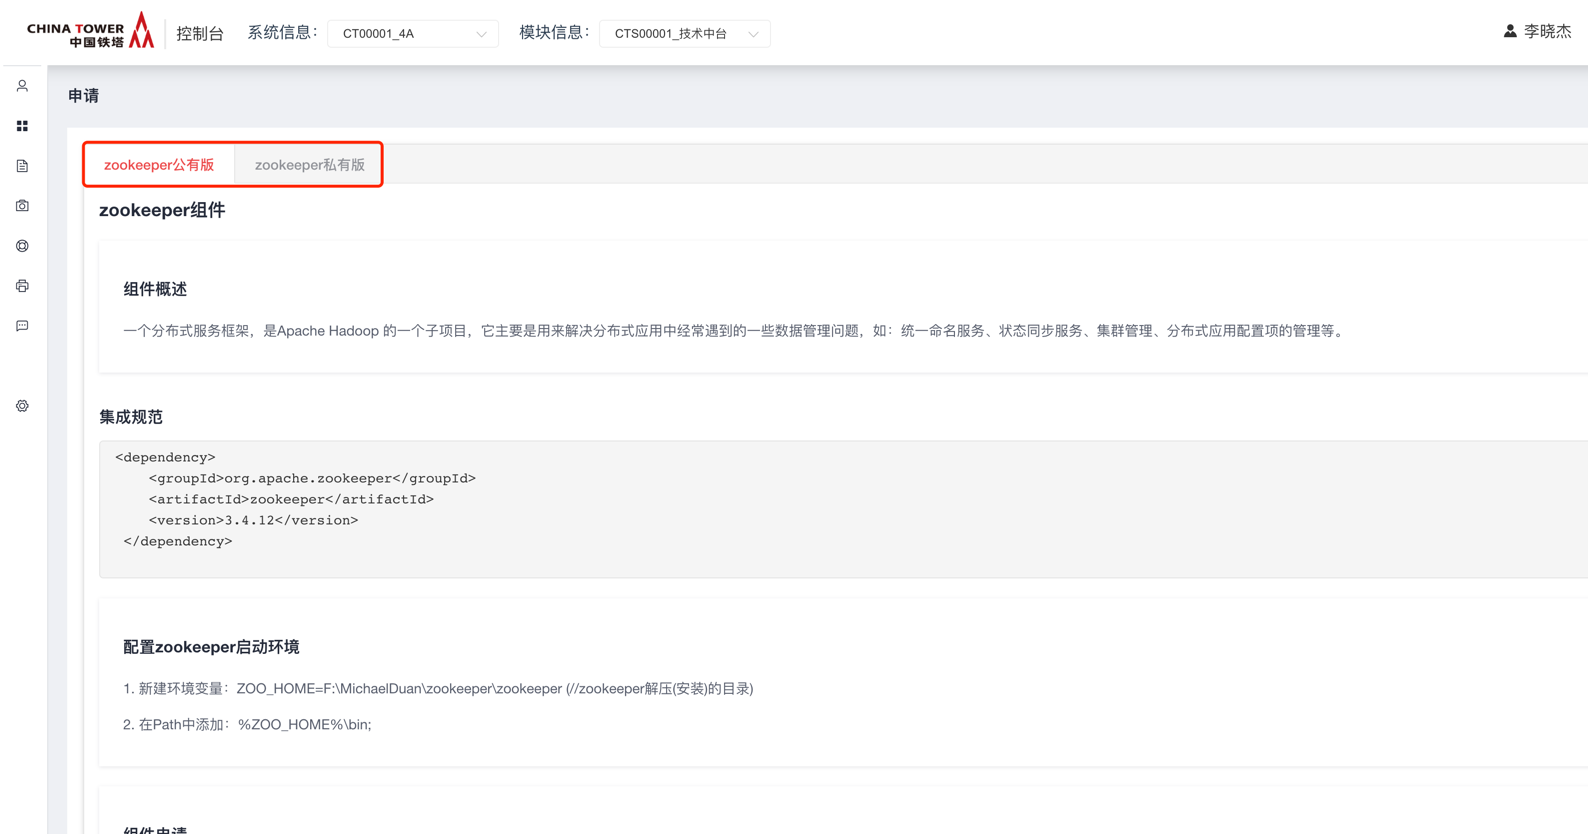 CHINA TOWER
中国铁塔
控制台
系统信息：
CT00001_4A
模块信息：
CTS00001_技术中台
李晓杰
申请
zookeeper公有版
zookeeper私有版
zookeeper组件
组件概述
一个分布式服务框架，是Apache Hadoop 的一个子项目，它主要是用来解决分布式应用中经常遇到的一些数据管理问题，如：统一命名服务、状态同步服务、集群管理、分布式应用配置项的管理等。
集成规范
<dependency>
<groupId>org.apache.zookeeper</groupId>
<artifactId>zookeeper</artifactId>
<version>3.4.12</version>
</dependency>
配置zookeeper启动环境
1. 新建环境变量：ZOO_HOME=F:\MichaelDuan\zookeeper\zookeeper (//zookeeper解压(安装)的目录)
2. 在Path中添加：%ZOO_HOME%\bin;
组件申请